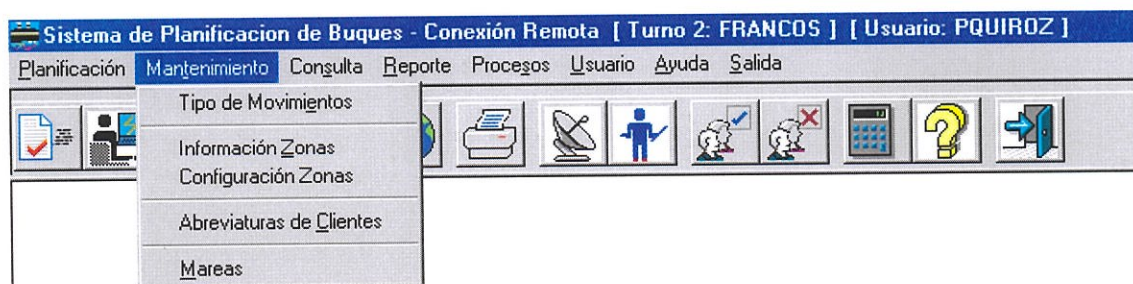 Sistema de Planificacion de Buques - Conexión Remota [ Turno 2: FRANCOS ] [ Usuario: PQUIROZ ]
Planificación Mantenimiento Consulta Reporte Procesos Usuario Ayuda Salida
Tipo de Movimientos
Información Zonas
Configuración Zonas
Abreviaturas de Clientes
Mareas